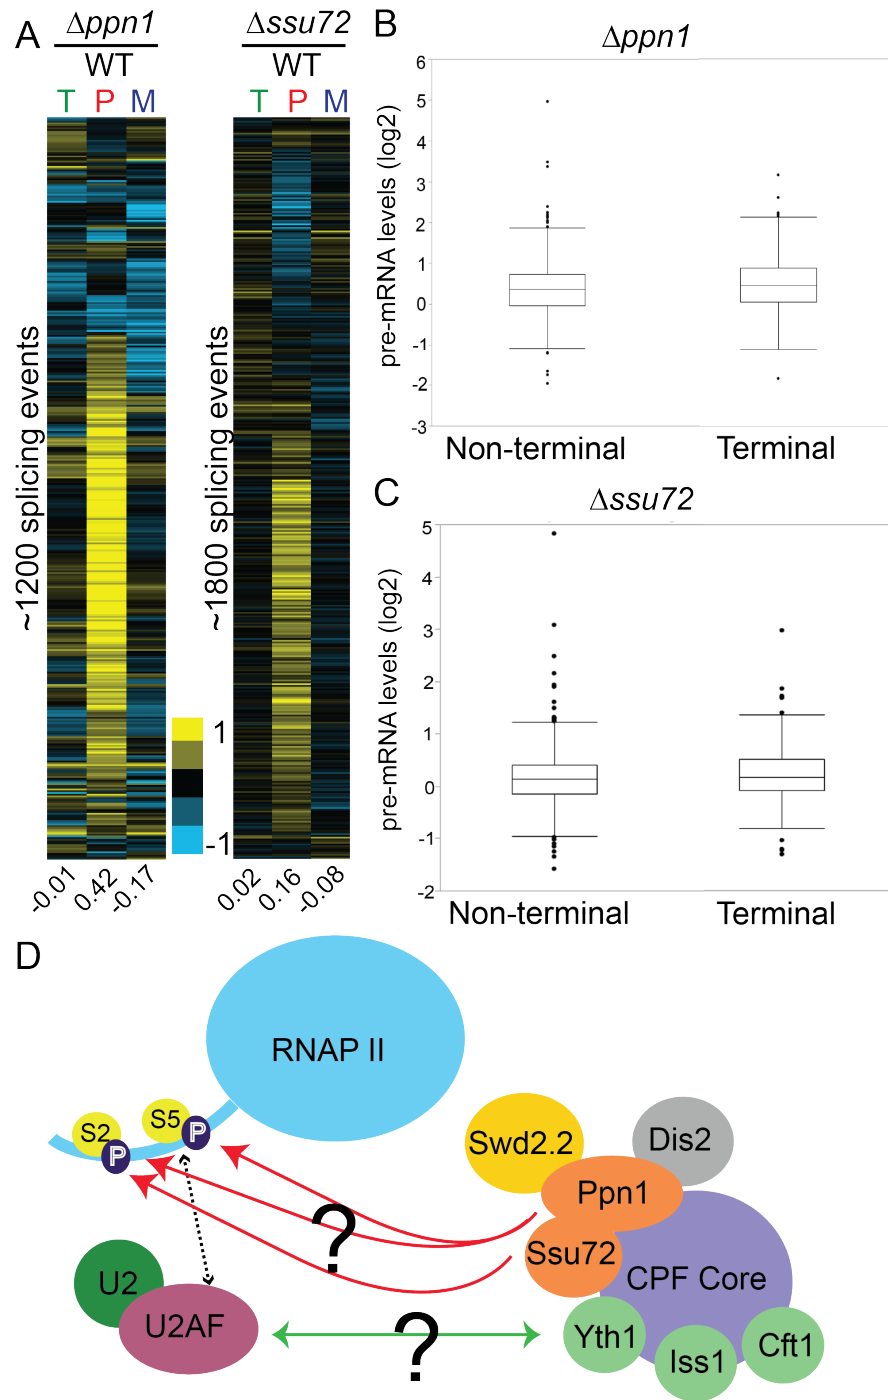 A
Δppn1
WT
T P M
Δssu72
WT
T P M
~1200 splicing events
~1800 splicing events
1
-1
-0.01 0.42 -0.17
0.02 0.16 -0.08
B
Δppn1
pre-mRNA levels (log2)
6
5
4
3
2
1
0
-1
-2
-3
Non-terminal Terminal
C
Δssu72
pre-mRNA levels (log2)
5
4
3
2
1
0
-1
-2
Non-terminal Terminal
D
RNAP II
S2
P
S5
P
U2
U2AF
?
?
Swd2.2
Dis2
Ppn1
Ssu72
CPF Core
Yth1
Iss1
Cft1